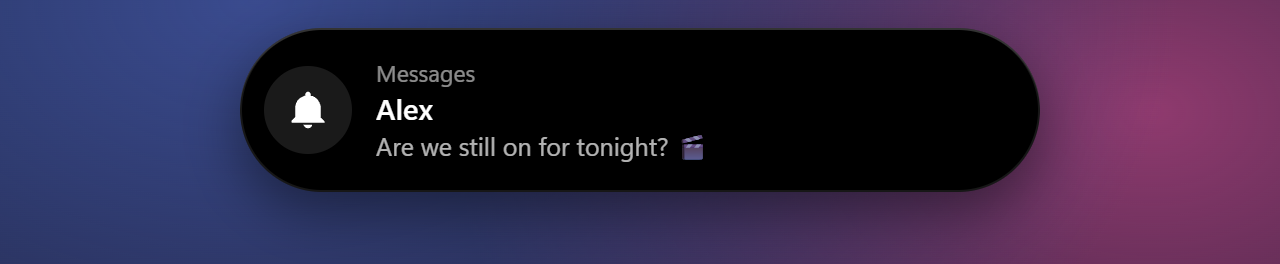 Messages
Alex
Are we still on for tonight? 🎬